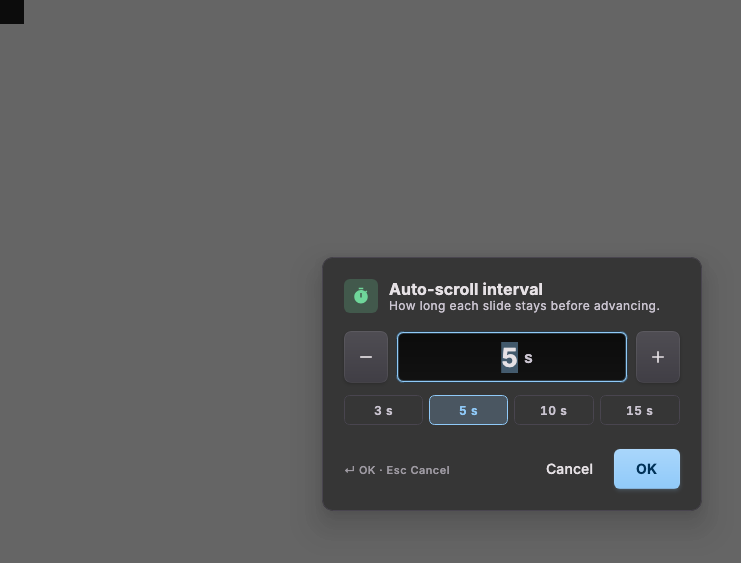 Auto-scroll interval
How long each slide stays before advancing.
− 5 s +
3 s 5 s 10 s 15 s
↵ OK · Esc Cancel Cancel OK